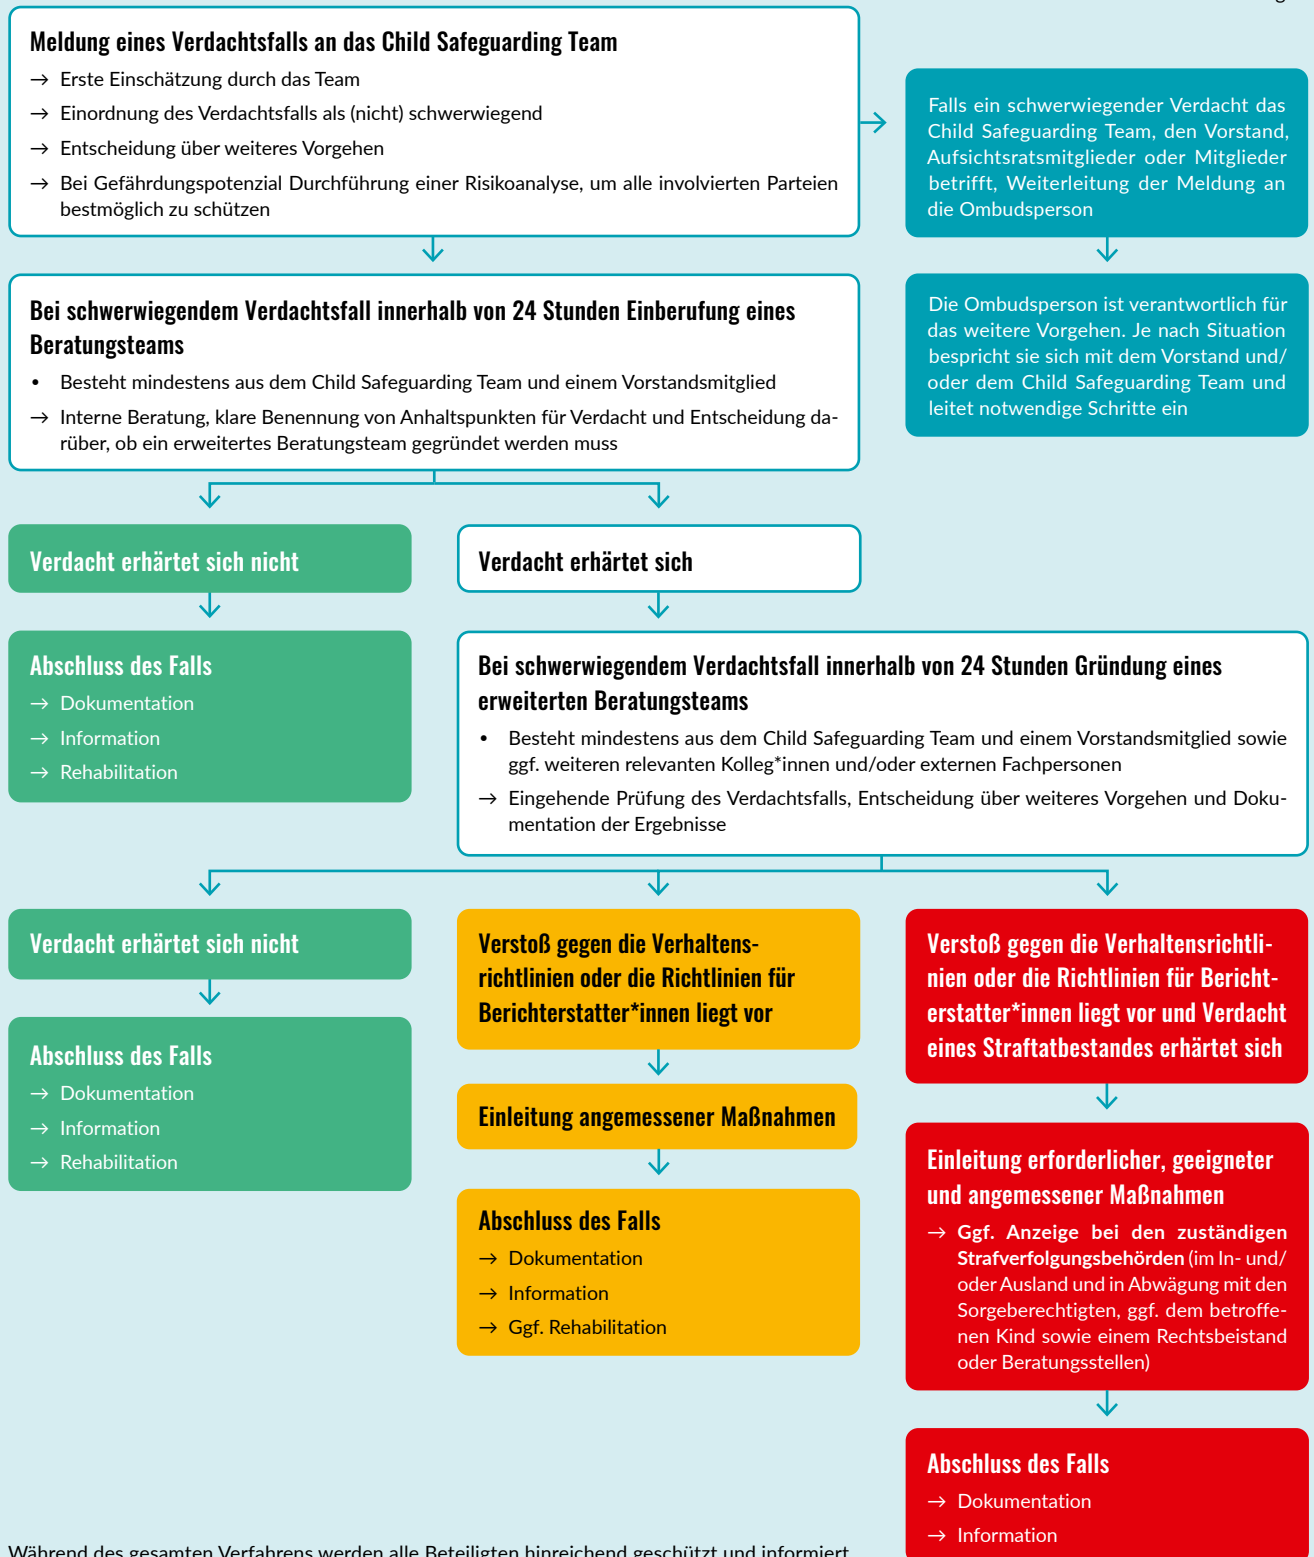 Meldung eines Verdachtsfalls an das Child Safeguarding Team
→ Erste Einschätzung durch das Team
→ Einordnung des Verdachtsfalls als (nicht) schwerwiegend
→ Entscheidung über weiteres Vorgehen
→ Bei Gefährdungspotenzial Durchführung einer Risikoanalyse, um alle involvierten Parteien
bestmöglich zu schützen
Falls ein schwerwiegender Verdacht das
Child Safeguarding Team, den Vorstand,
Aufsichtsratsmitglieder oder Mitglieder
betrifft, Weiterleitung der Meldung an
die Ombudsperson
Bei schwerwiegendem Verdachtsfall innerhalb von 24 Stunden Einberufung eines
Beratungsteams
• Besteht mindestens aus dem Child Safeguarding Team und einem Vorstandsmitglied
→ Interne Beratung, klare Benennung von Anhaltspunkten für Verdacht und Entscheidung da-
rüber, ob ein erweitertes Beratungsteam gegründet werden muss
Die Ombudsperson ist verantwortlich für
das weitere Vorgehen. Je nach Situation
bespricht sie sich mit dem Vorstand und/
oder dem Child Safeguarding Team und
leitet notwendige Schritte ein
Verdacht erhärtet sich nicht
Verdacht erhärtet sich
Abschluss des Falls
→ Dokumentation
→ Information
→ Rehabilitation
Bei schwerwiegendem Verdachtsfall innerhalb von 24 Stunden Gründung eines
erweiterten Beratungsteams
• Besteht mindestens aus dem Child Safeguarding Team und einem Vorstandsmitglied sowie
ggf. weiteren relevanten Kolleg*innen und/oder externen Fachpersonen
→ Eingehende Prüfung des Verdachtsfalls, Entscheidung über weiteres Vorgehen und Doku-
mentation der Ergebnisse
Verdacht erhärtet sich nicht
Abschluss des Falls
→ Dokumentation
→ Information
→ Rehabilitation
Verstoß gegen die Verhaltens-
richtlinien oder die Richtlinien für
Berichterstatter*innen liegt vor
Einleitung angemessener Maßnahmen
Abschluss des Falls
→ Dokumentation
→ Information
→ Ggf. Rehabilitation
Verstoß gegen die Verhaltensrichtli-
nien oder die Richtlinien für Bericht-
erstatter*innen liegt vor und Verdacht
eines Straftatbestandes erhärtet sich
Einleitung erforderlicher, geeigneter
und angemessener Maßnahmen
→ Ggf. Anzeige bei den zuständigen
Strafverfolgungsbehörden (im In- und/
oder Ausland und in Abwägung mit den
Sorgeberechtigten, ggf. dem betroffe-
nen Kind sowie einem Rechtsbeistand
oder Beratungsstellen)
Abschluss des Falls
→ Dokumentation
→ Information
Während des gesamten Verfahrens werden alle Beteiligten hinreichend geschützt und informiert